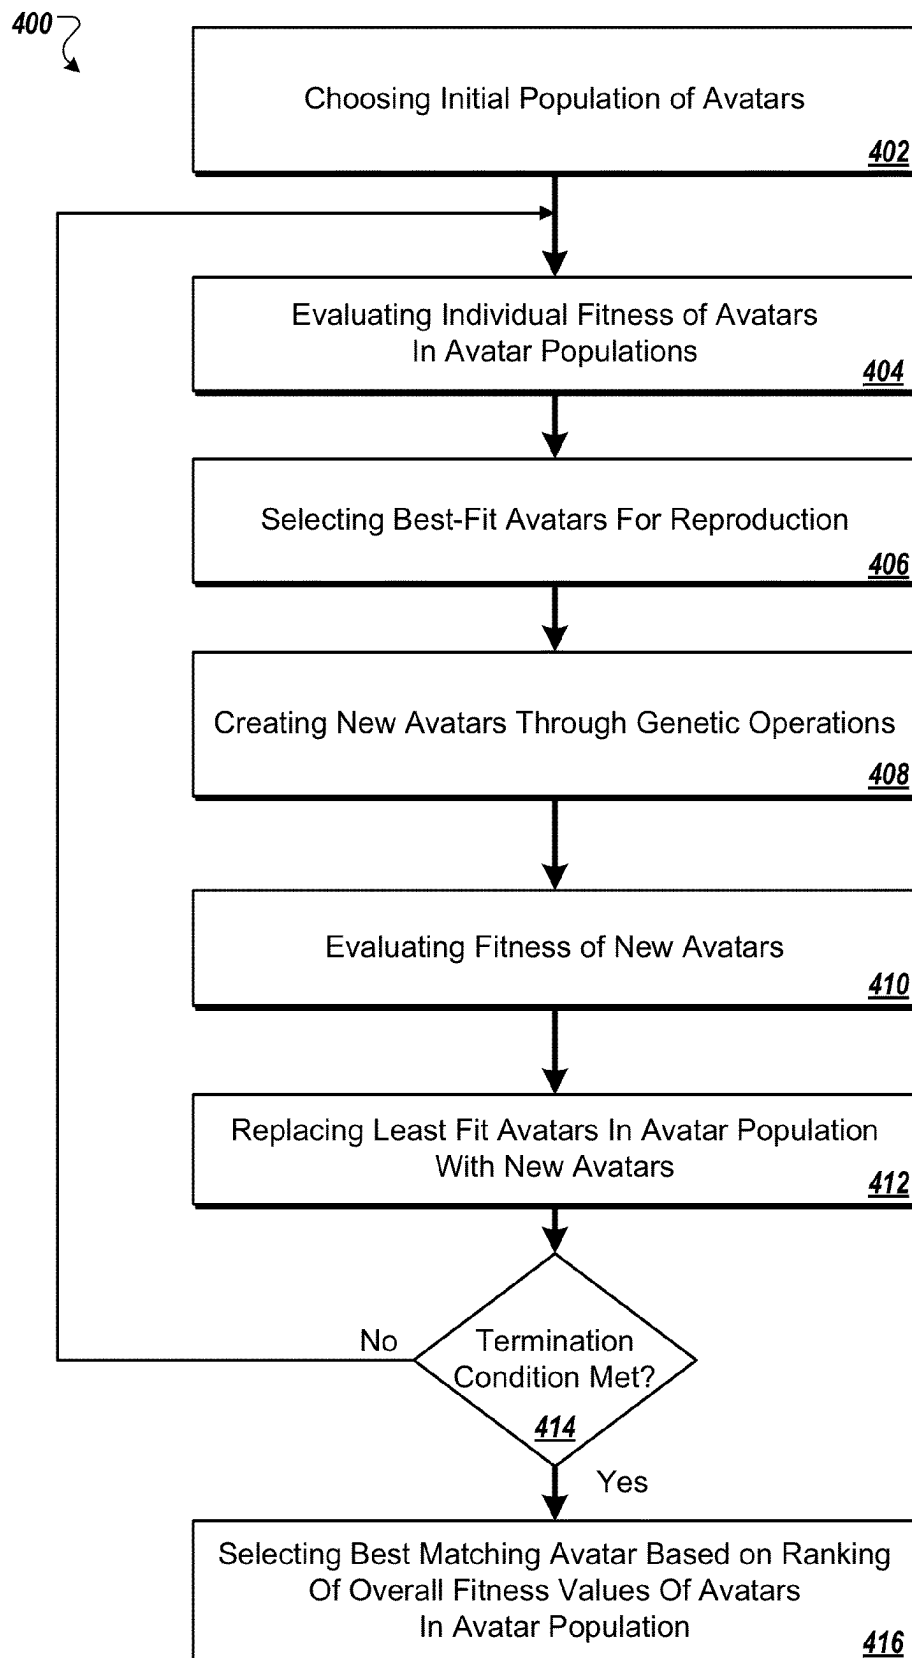 400
Choosing Initial Population of Avatars
402
Evaluating Individual Fitness of Avatars
In Avatar Populations
404
Selecting Best-Fit Avatars For Reproduction
406
Creating New Avatars Through Genetic Operations
408
Evaluating Fitness of New Avatars
410
Replacing Least Fit Avatars In Avatar Population
With New Avatars
412
No
Termination
Condition Met?
414
Yes
Selecting Best Matching Avatar Based on Ranking
Of Overall Fitness Values Of Avatars
In Avatar Population
416